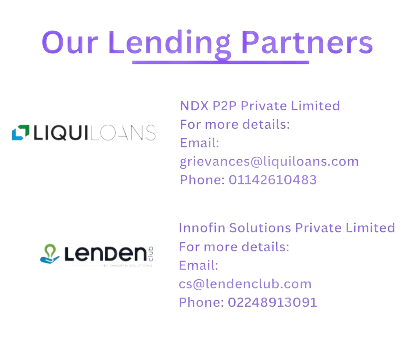 Our Lending Partners
LIQUILOANS
NDX P2P Private Limited
For more details:
Email:
grievances@liquiloans.com
Phone: 01142610483
LENDEN club
Innofin Solutions Private Limited
For more details:
Email:
cs@lendenclub.com
Phone: 02248913091